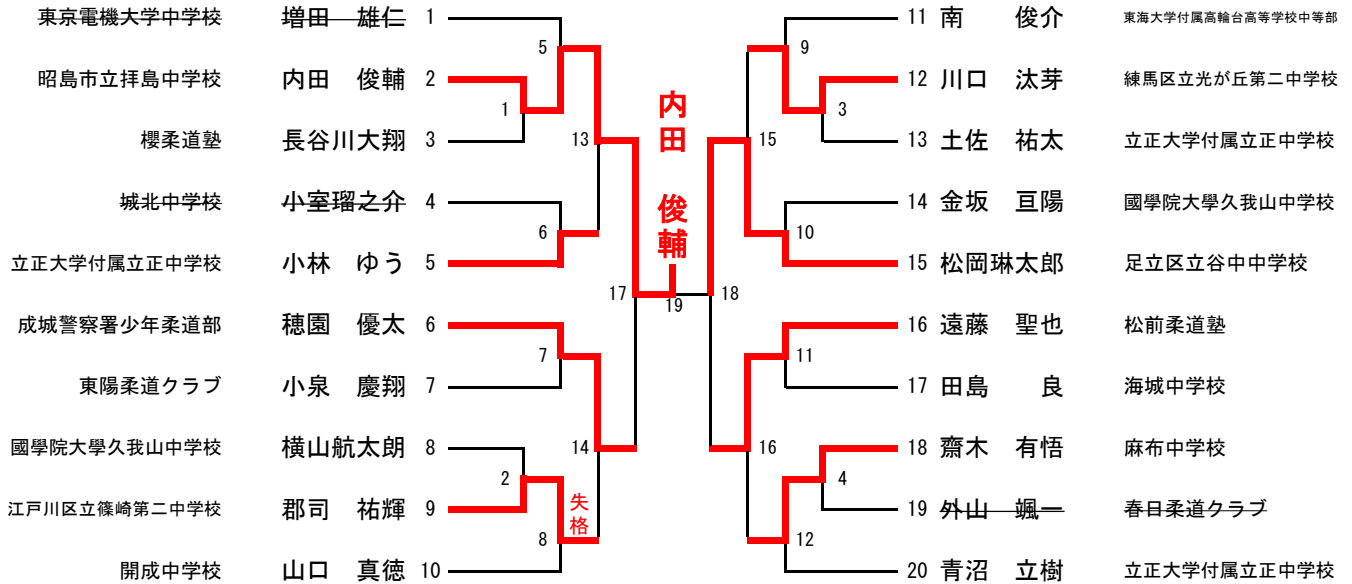 東京電機大学中学校 増田 雄仁 1
昭島市立拝島中学校 内田 俊輔 2
櫻柔道塾 長谷川大翔 3
城北中学校 小室瑠之介 4
立正大学付属立正中学校 小林 ゆう 5
成城警察署少年柔道部 穂園 優太 6
東陽柔道クラブ 小泉 慶翔 7
國學院大學久我山中学校 横山航太朗 8
江戸川区立篠崎第二中学校 郡司 祐輝 9
開成中学校 山口 真徳 10
5
1
13
6
17
7
14
2
8
失格
内田 俊輔
19
9
3
15
10
18
11
16
4
12
11 南 俊介 東海大学付属高輪台高等学校中等部
12 川口 汰芽 練馬区立光が丘第二中学校
13 土佐 祐太 立正大学付属立正中学校
14 金坂 亘陽 國學院大學久我山中学校
15 松岡琳太郎 足立区立谷中中学校
16 遠藤 聖也 松前柔道塾
17 田島 良 海城中学校
18 齋木 有悟 麻布中学校
19 外山 颯一 春日柔道クラブ
20 青沼 立樹 立正大学付属立正中学校